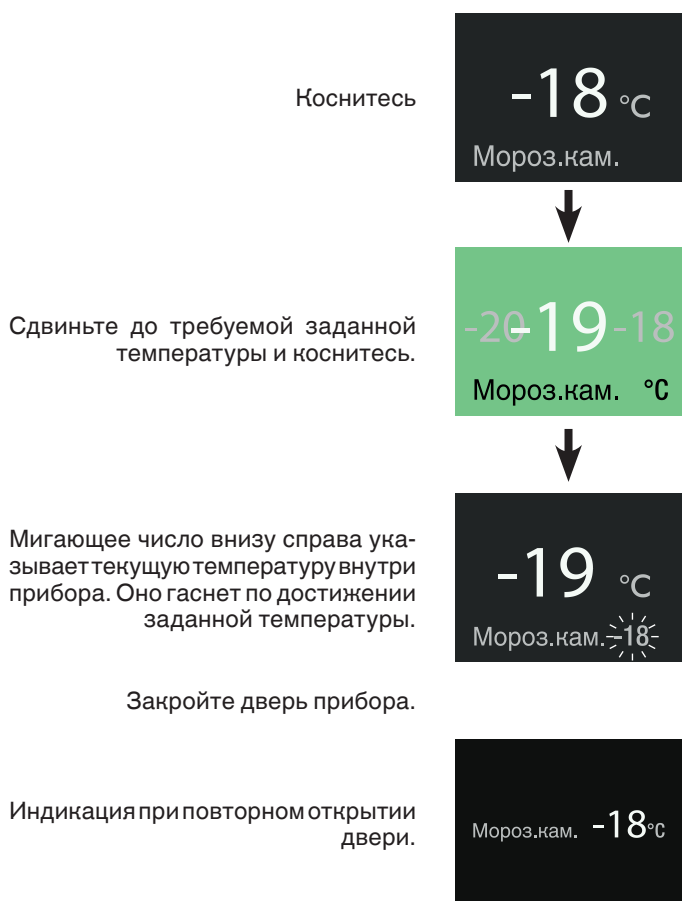 Коснитесь
-18 °C
Мороз.кам.
Сдвиньте до требуемой заданной
температуры и коснитесь.
-20 -19 -18
Мороз.кам. °C
Мигающее число внизу справа ука-
зывает текущую температуру внутри
прибора. Оно гаснет по достижении
заданной температуры.
-19 °C
Мороз.кам. -18
Закройте дверь прибора.
Индикация при повторном открытии
двери.
Мороз.кам. -18 °C